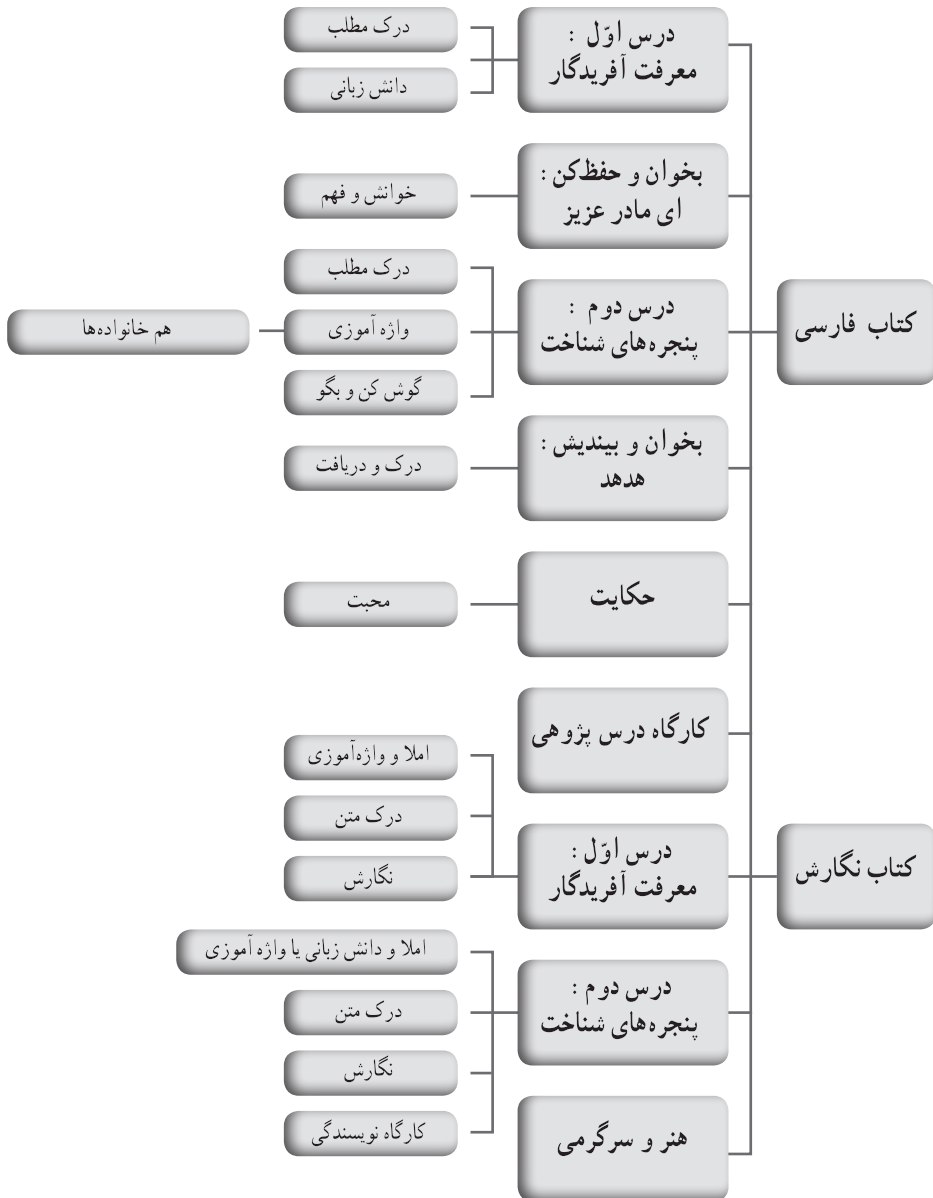 کتاب فارسی
درس اوّل :
معرفت آفریدگار
درک مطلب
دانش زبانی
بخوان و حفظ‌کن :
ای مادر عزیز
خوانش و فهم
درس دوم :
پنجره‌های شناخت
درک مطلب
واژه آموزی
هم خانواده‌ها
گوش کن و بگو
بخوان و بیندیش :
هدهد
درک و دریافت
حکایت
محبت
کارگاه درس پژوهی
کتاب نگارش
درس اوّل :
معرفت آفریدگار
املا و واژه‌آموزی
درک متن
نگارش
درس دوم :
پنجره‌های شناخت
املا و دانش زبانی یا واژه آموزی
درک متن
نگارش
کارگاه نویسندگی
هنر و سرگرمی